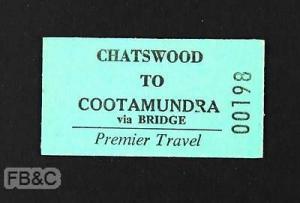 CHATSWOOD
TO
COOTAMUNDRA
via BRIDGE
Premier Travel
00198
FB&C